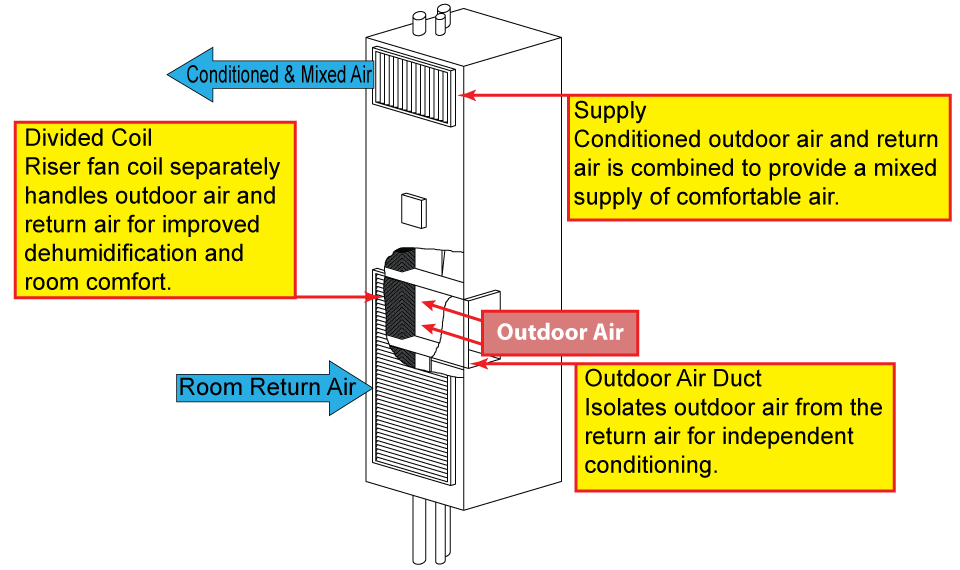 Conditioned & Mixed Air
Supply
Conditioned outdoor air and return
air is combined to provide a mixed
supply of comfortable air.
Divided Coil
Riser fan coil separately
handles outdoor air and
return air for improved
dehumidification and
room comfort.
Outdoor Air
Room Return Air
Outdoor Air Duct
Isolates outdoor air from the
return air for independent
conditioning.